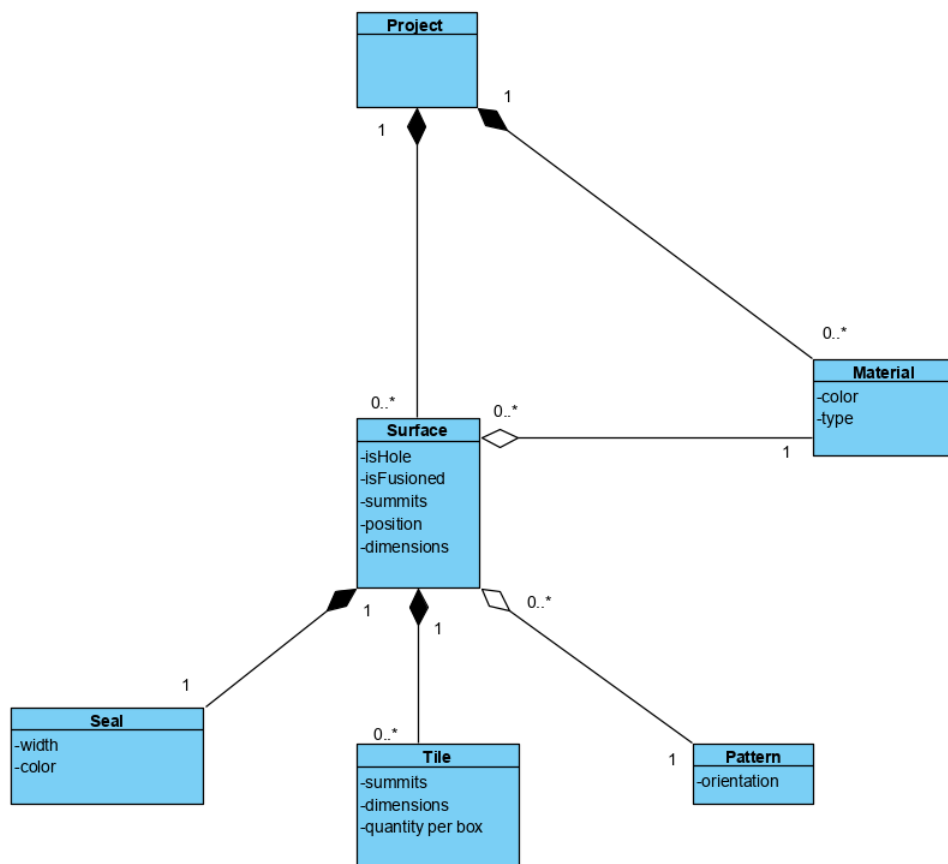 Project
1
1
0..*
Material
-color
-type
0..*
0..*
1
Surface
-isHole
-isFusioned
-summits
-position
-dimensions
1
1
0..*
1
Seal
-width
-color
0..*
Tile
-summits
-dimensions
-quantity per box
1
Pattern
-orientation